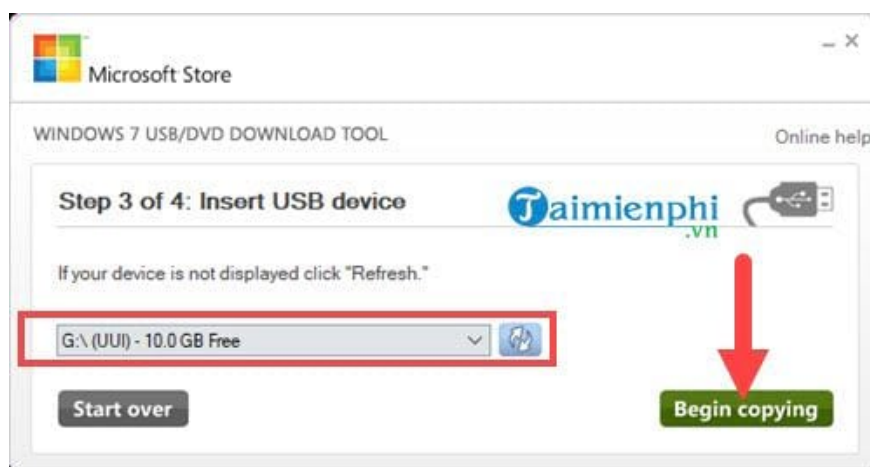 Microsoft Store
WINDOWS 7 USB/DVD DOWNLOAD TOOL
Online help
Step 3 of 4: Insert USB device
Taimienphi
.vn
If your device is not displayed click "Refresh."
G:\ (UUI) - 10.0 GB Free
Start over
Begin copying